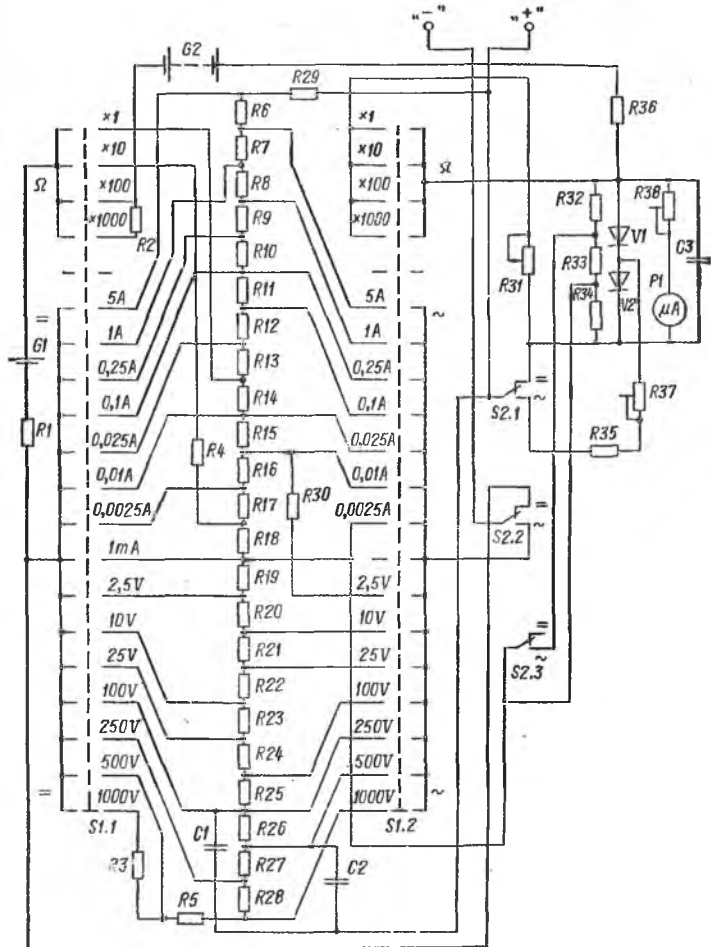 "–" "+"
G2
R29
R6
×1 ×1
R36
R7
×10 ×10
Ω Ω
R8
×100 ×100
R32 R38
×1000 ×1000
R9
R2
V1 C3
R10
R33
R31
P1
R11
R34 V2
μA
5A 5A
= ~
R12
1A 1A
G1
R13
0,25A 0,25A
R37
R14
0,1A 0,1A
=
~
S2.1
R15
0,025A 0,025A
R1 R4
R35
R16
0,01A 0,01A
R30
R17
0,0025A 0,0025A
=
~
R18
S2.2
1mA
R19
2,5V 2,5V
R20
10V 10V
=
~
R21
S2.3
25V 25V
R22
100V 100V
R23
250V 250V
R24
500V 500V
= ~
R25
1000V 1000V
S1.1 S1.2
R26
C1
R3
R27
C2
R28
R5